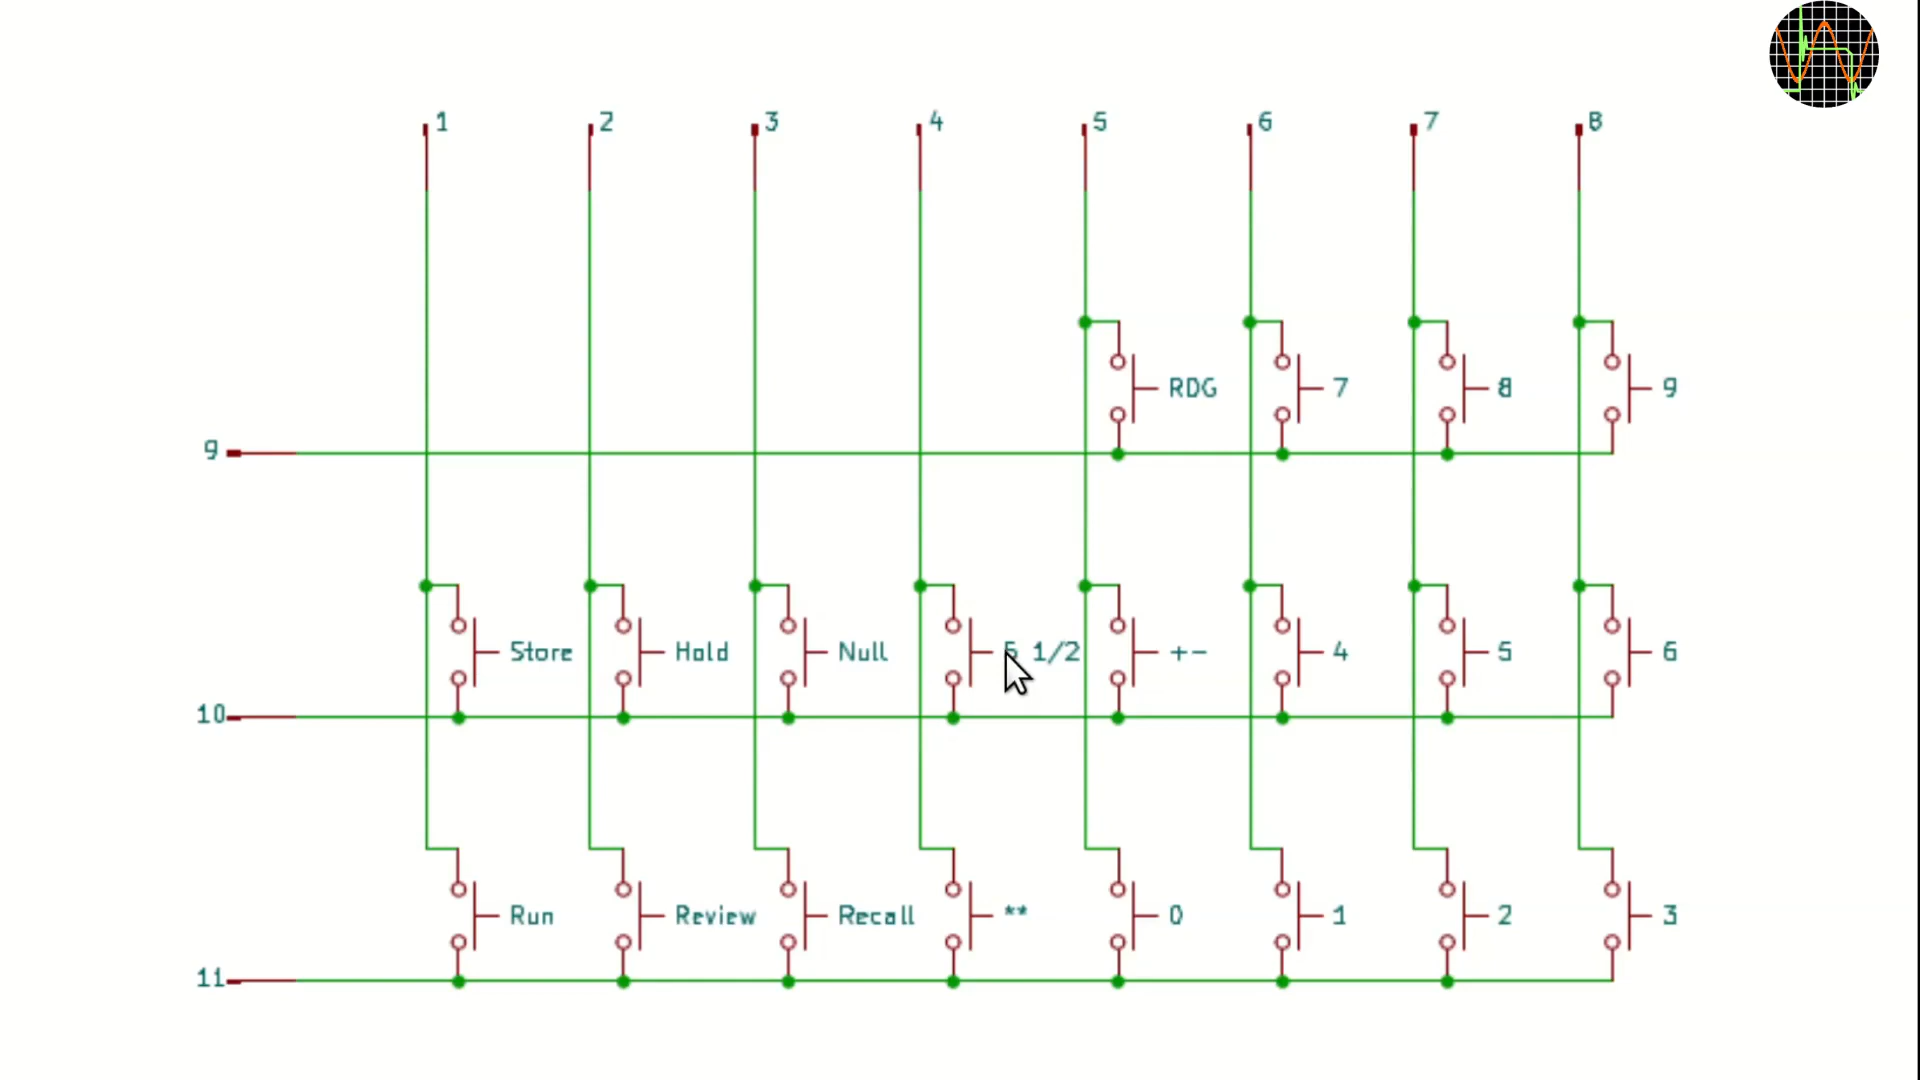 1 2 3 4 5 6 7 8
RDG 7 8 9
9
Store Hold Null 5 1/2 +- 4 5 6
10
Run Review Recall ** 0 1 2 3
11